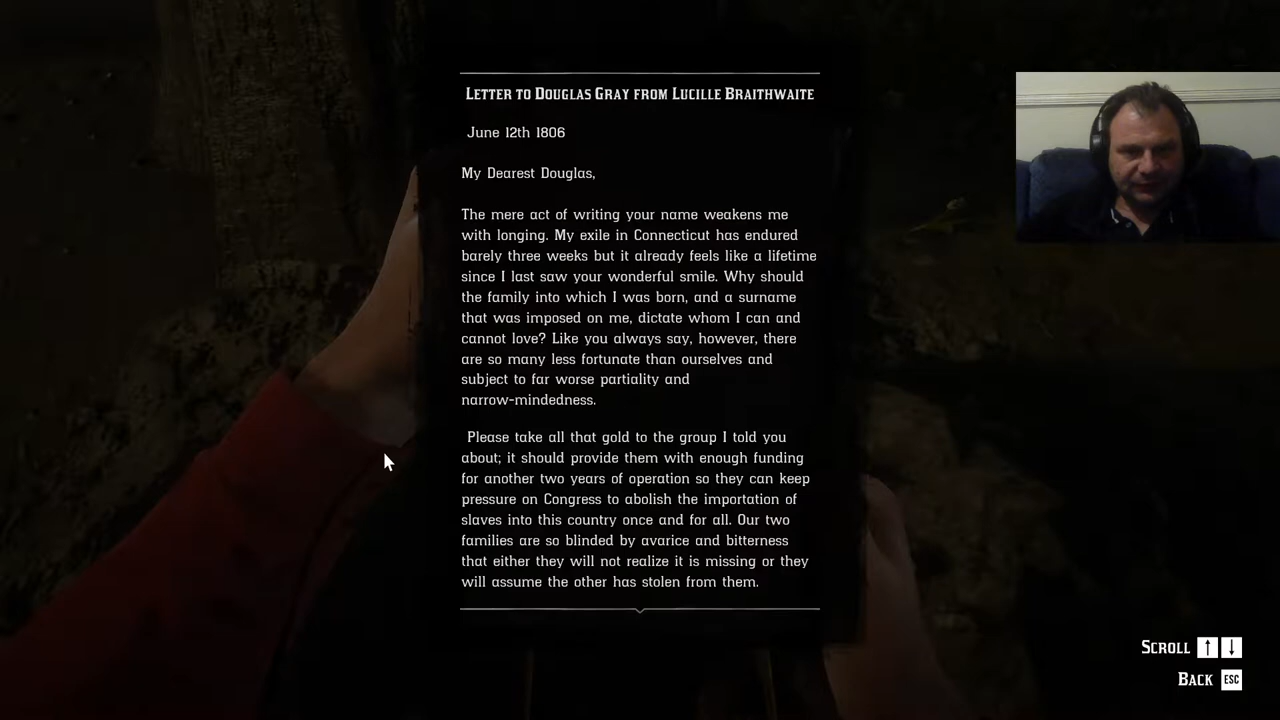 Letter to Douglas Gray from Lucille Braithwaite
June 12th 1806
My Dearest Douglas,
The mere act of writing your name weakens me
with longing. My exile in Connecticut has endured
barely three weeks but it already feels like a lifetime
since I last saw your wonderful smile. Why should
the family into which I was born, and a surname
that was imposed on me, dictate whom I can and
cannot love? Like you always say, however, there
are so many less fortunate than ourselves and
subject to far worse partiality and
narrow-mindedness.
Please take all that gold to the group I told you
about; it should provide them with enough funding
for another two years of operation so they can keep
pressure on Congress to abolish the importation of
slaves into this country once and for all. Our two
families are so blinded by avarice and bitterness
that either they will not realize it is missing or they
will assume the other has stolen from them.
Scroll ↑ ↓
Back ESC